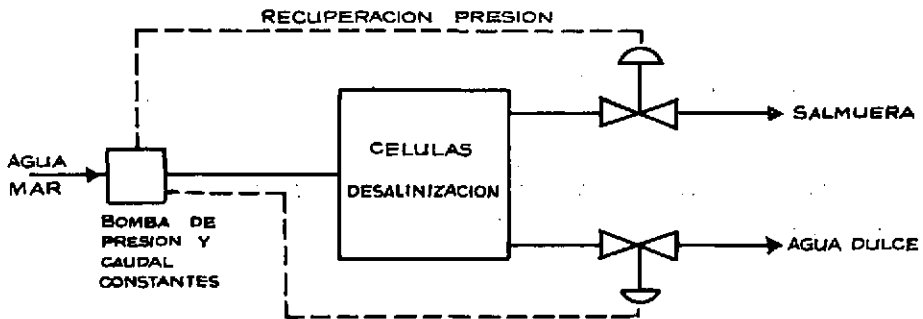 RECUPERACION PRESION
SALMUERA
CELULAS
DESALINIZACION
AGUA
MAR
BOMBA DE
PRESION Y
CAUDAL
CONSTANTES
AGUA DULCE